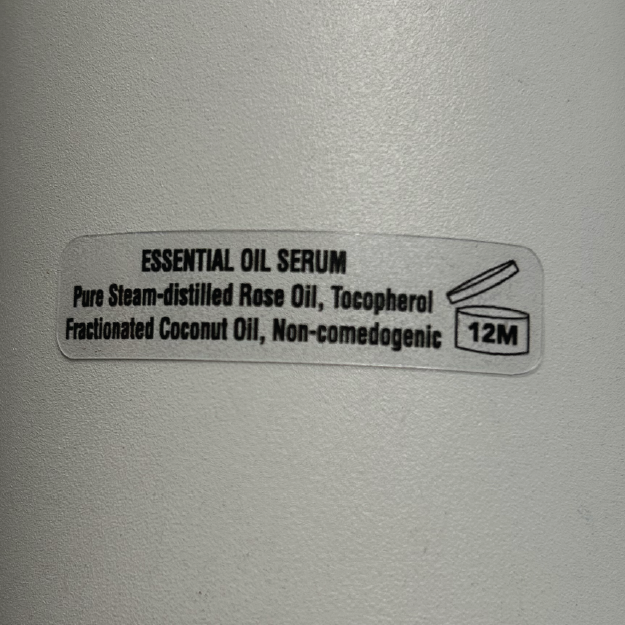 ESSENTIAL OIL SERUM
Pure Steam-distilled Rose Oil, Tocopherol
Fractionated Coconut Oil, Non-comedogenic
12M